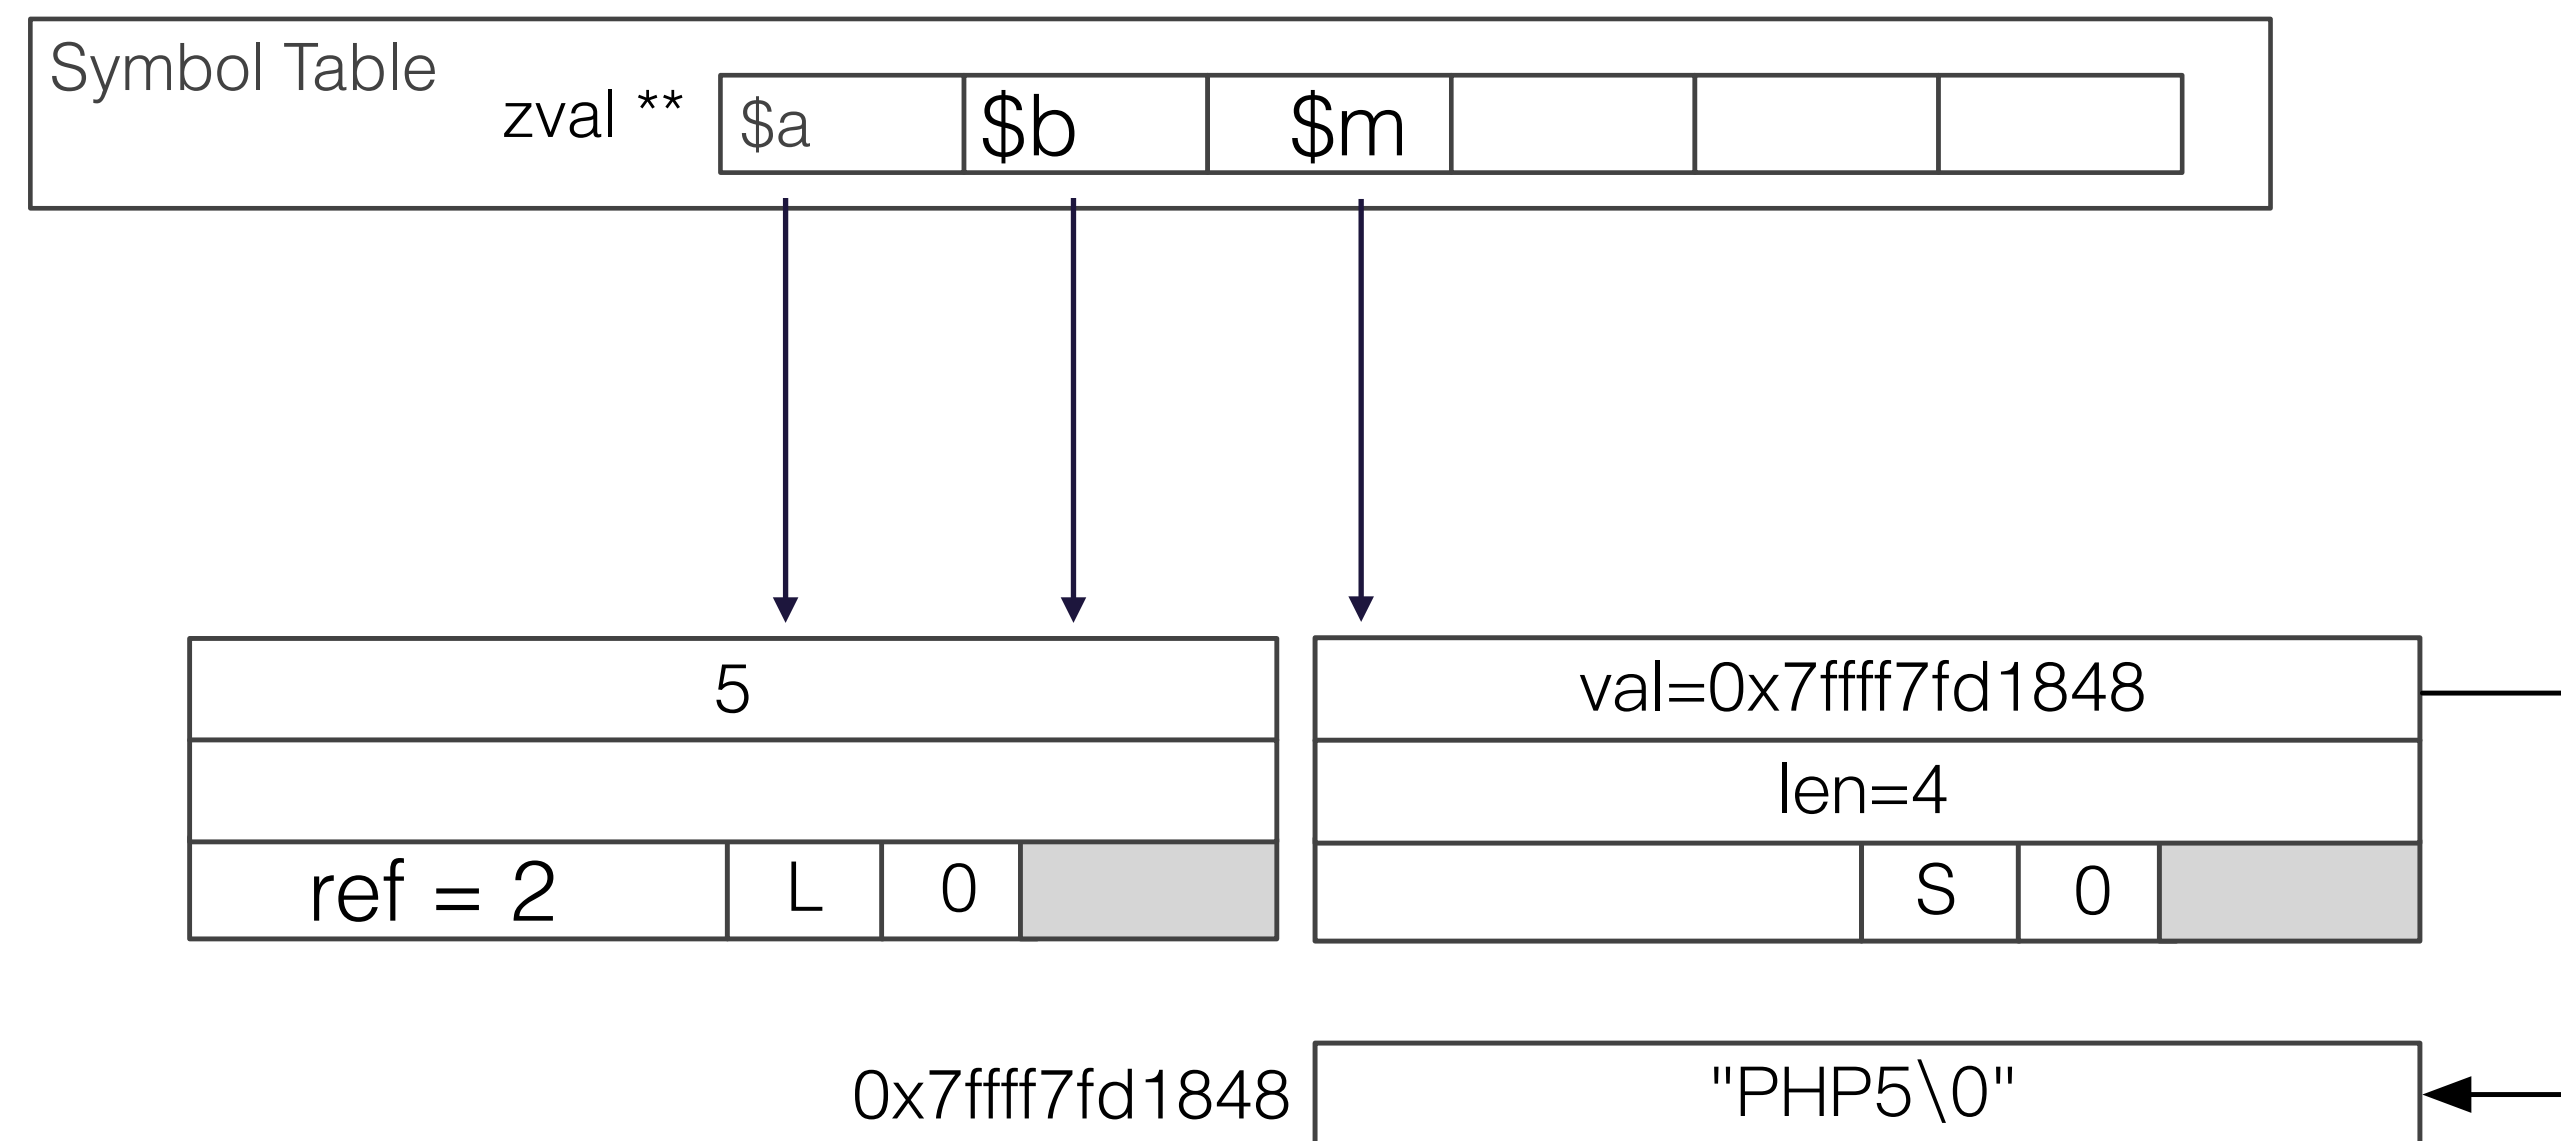 Symbol Table
zval ** $a $b $m
5
val=0x7ffff7fd1848
len=4
ref = 2 L 0
S 0
0x7ffff7fd1848 "PHP5\0"